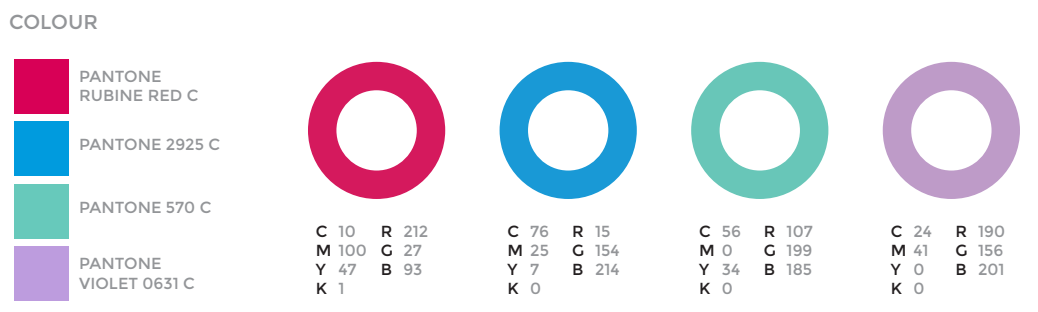 COLOUR
PANTONE
RUBINE RED C
PANTONE 2925 C
PANTONE 570 C
PANTONE
VIOLET 0631 C
C 10 R 212
M 100 G 27
Y 47 B 93
K 1
C 76 R 15
M 25 G 154
Y 7 B 214
K 0
C 56 R 107
M 0 G 199
Y 34 B 185
K 0
C 24 R 190
M 41 G 156
Y 0 B 201
K 0